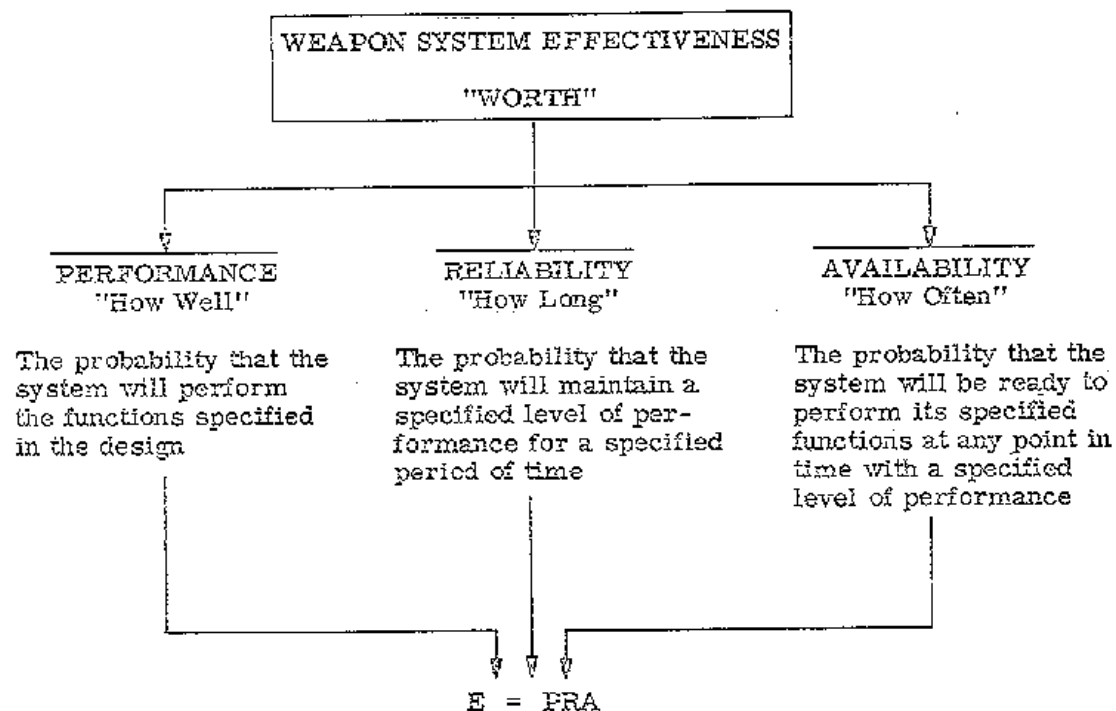 WEAPON SYSTEM EFFECTIVENESS
"WORTH"
PERFORMANCE
"How Well"
The probability that the
system will perform
the functions specified
in the design
RELIABILITY
"How Long"
The probability that the
system will maintain a
specified level of per-
formance for a specified
period of time
AVAILABILITY
"How Often"
The probability that the
system will be ready to
perform its specified
functions at any point in
time with a specified
level of performance
E = PRA